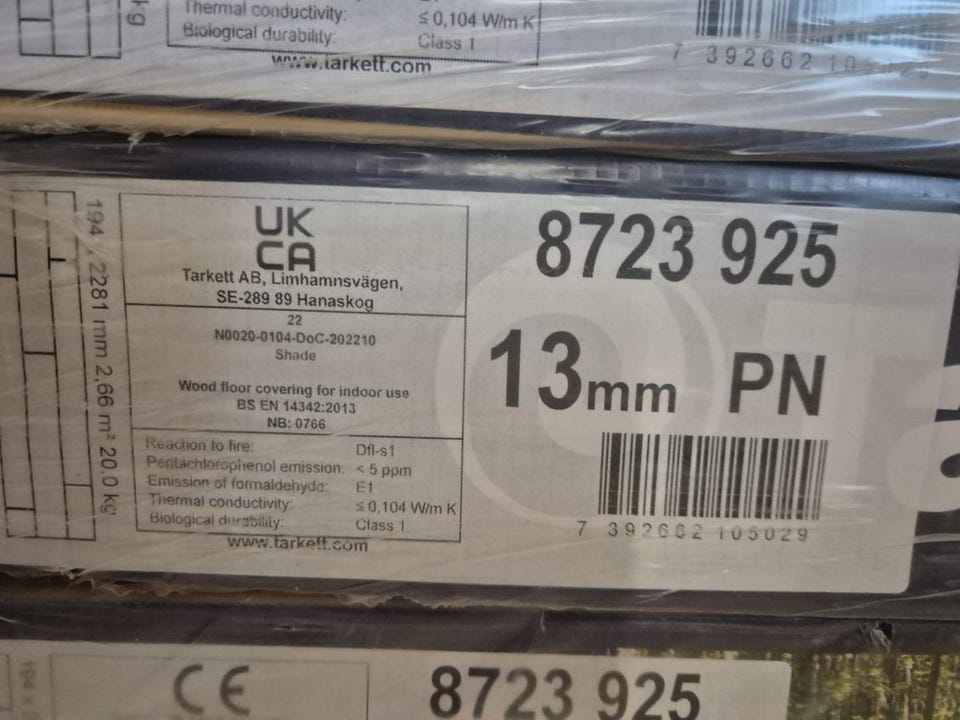 kg
Thermal conductivity: ≤ 0,104 W/m K
Biological durability: Class 1
www.tarkett.com
7 392662 105029
194 x 2281 mm 2,66 m² 20,0 kg
UK
CA
Tarkett AB, Limhamnsvägen,
SE-289 89 Hanaskog
22
N0020-0104-DoC-202210
Shade
Wood floor covering for indoor use
BS EN 14342:2013
NB: 0766
Reaction to fire: Dfl-s1
Pentachlorophenol emission: < 5 ppm
Emission of formaldehyde: E1
Thermal conductivity: ≤ 0,104 W/m K
Biological durability: Class 1
www.tarkett.com
8723 925
13mm PN
7 392662 105029
194 x
CE
8723 925